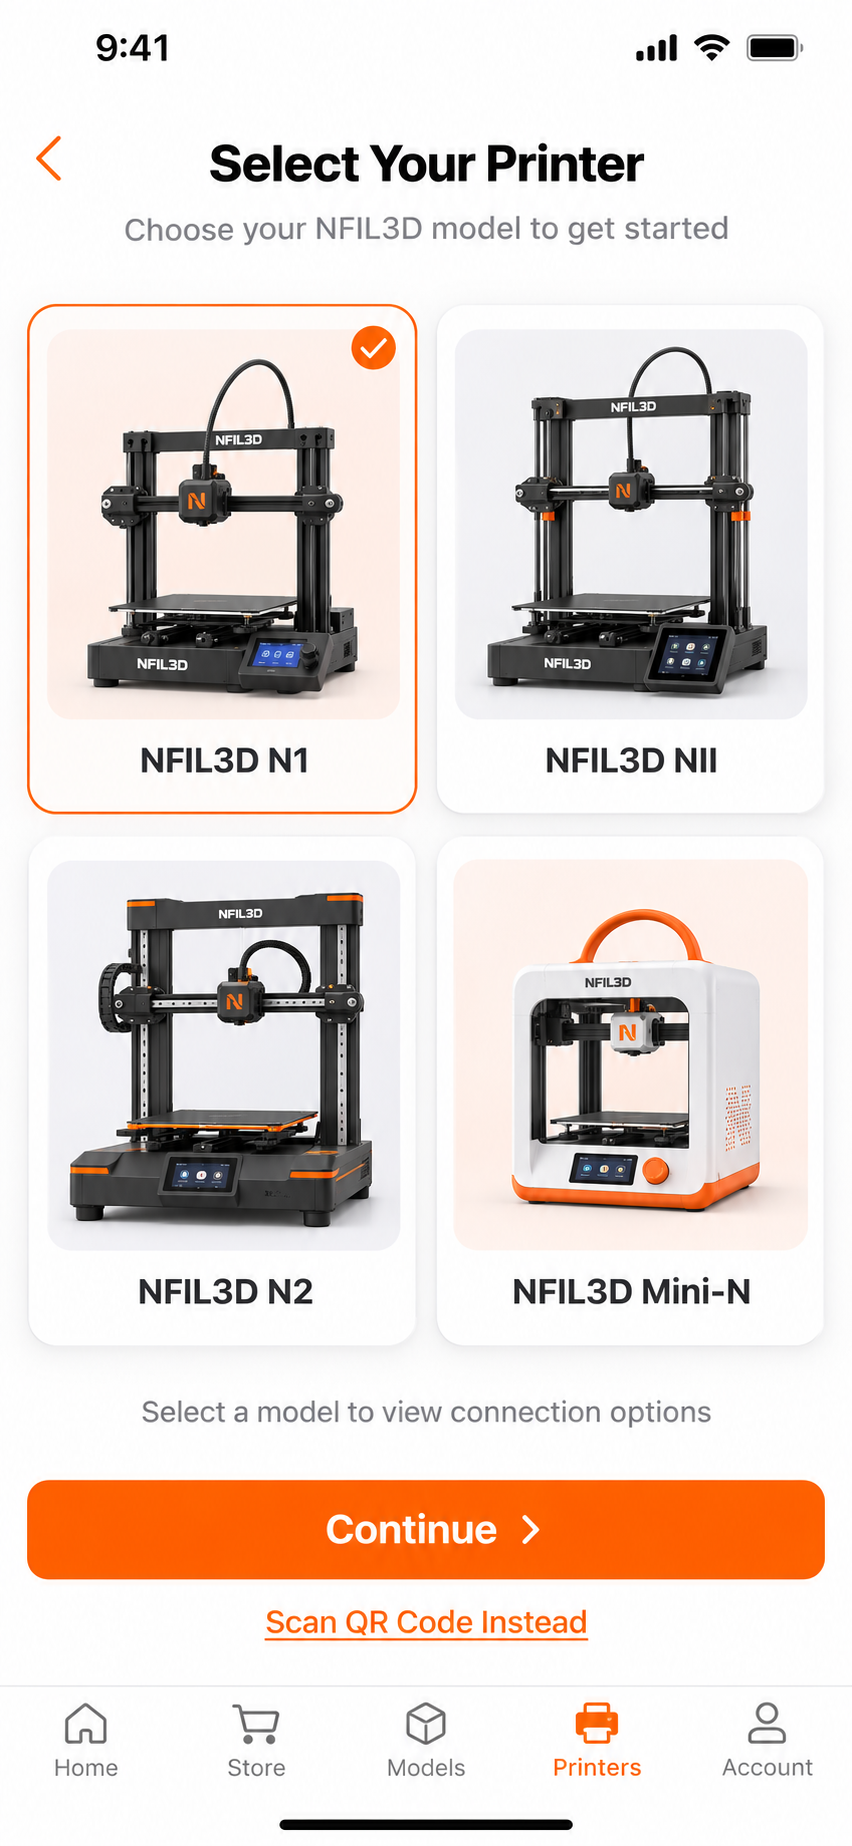 9:41
Select Your Printer
Choose your NFIL3D model to get started
NFIL3D
N
NFIL3D
NFIL3D N1
NFIL3D
N
NFIL3D
NFIL3D NII
NFIL3D
N
NFIL3D N2
NFIL3D
N
NFIL3D Mini-N
Select a model to view connection options
Continue
Scan QR Code Instead
Home
Store
Models
Printers
Account